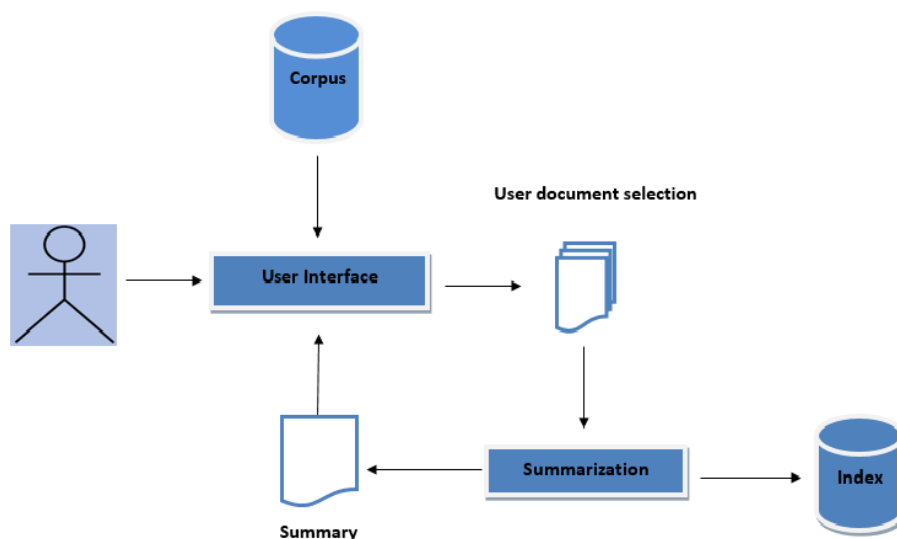 Corpus
User document selection
User Interface
Summarization
Index
Summary